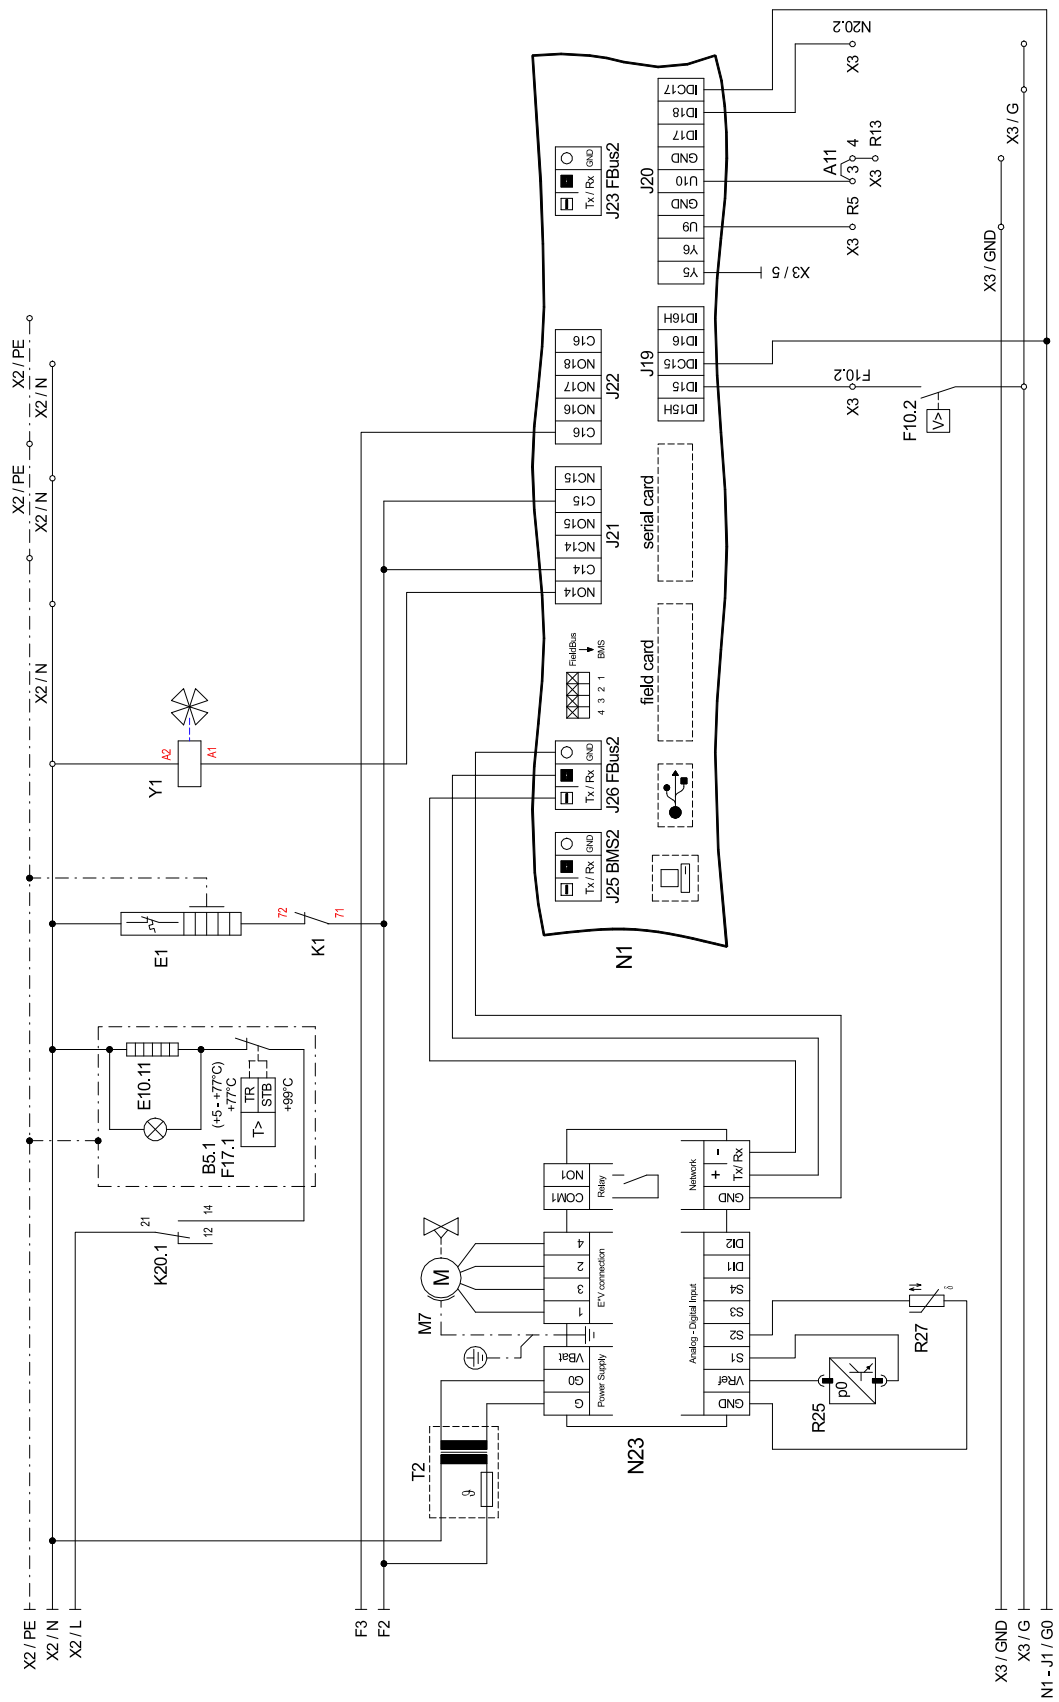 X2 / PE
X2 / N
X2 / L
F3
F2
X3 / GND
X3 / G
N1 - J1 / G0
T2
ϑ
K20.1
21
12
14
B5.1
F17.1
E10.11
(+5 - +77°C)
+77°C
T>
TR
STB
+99°C
E1
K1
72
71
Y1
A2
A1
X2 / N
X2 / N
X2 / PE
X2 / N
X2 / PE
M7
M
N23
G
G0
VBat
Power Supply
1
3
2
4
E*V connection
COM1
NO1
Relay
GND
VRef
S1
S2
S3
S4
DI1
DI2
Analog - Digital Input
GND
+
-
Tx/ Rx
Network
R25
p0
R27
δ
N1
Tx / Rx
GND
J25 BMS2
Tx / Rx
GND
J26 FBus2
4 3 2 1
FieldBus
BMS
field card
serial card
NO14
C14
NC14
NO15
C15
NC15
J21
C16
NO16
NO17
NO18
C16
J22
Tx / Rx
GND
J23 FBus2
ID15H
ID15
IDC15
ID16
ID16H
J19
Y5
Y6
U9
GND
U10
GND
ID17
ID18
IDC17
J20
X3 / 5
X3
R5
A11
3
4
X3
R13
X3
N20.2
X3
F10.2
F10.2
V>
X3 / GND
X3 / G